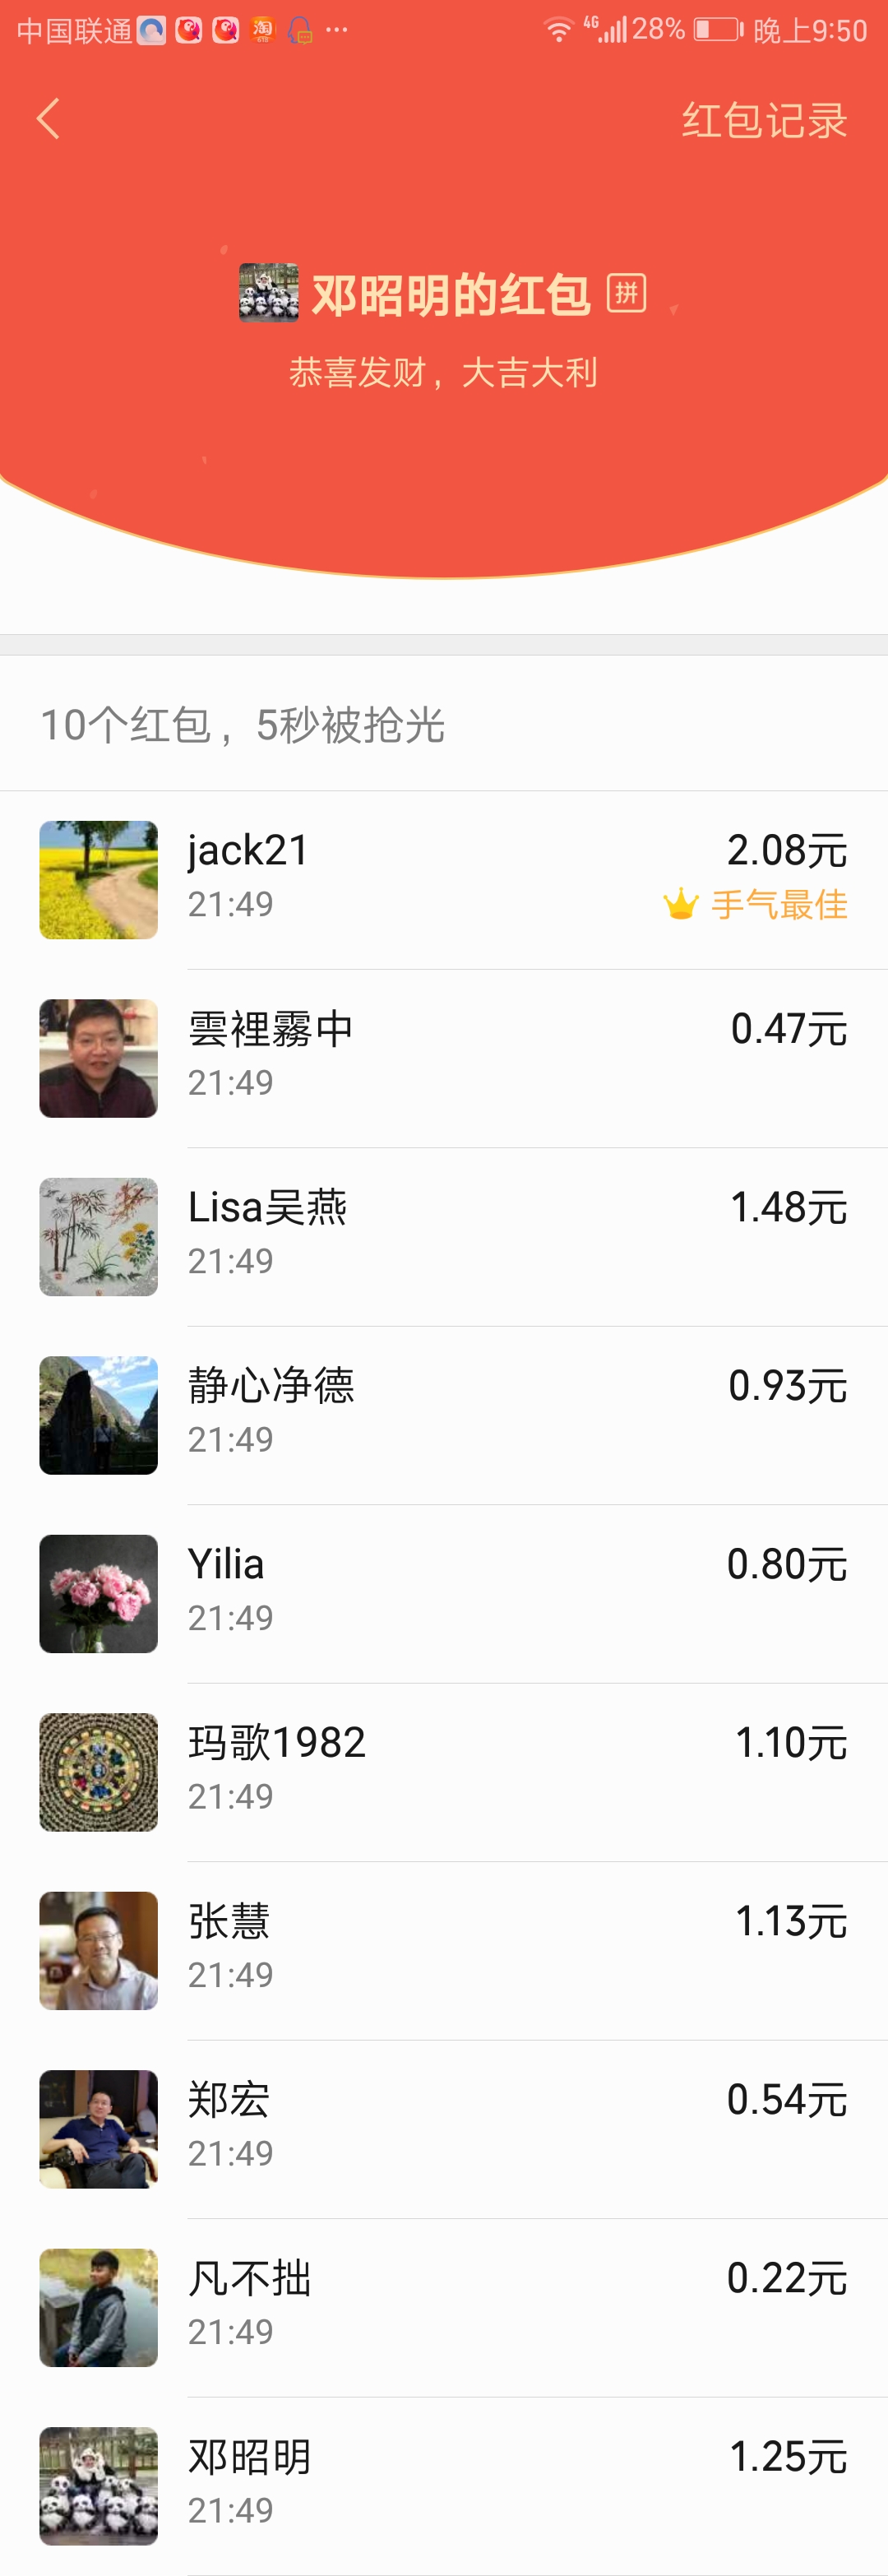 中国联通 淘 ··· 4G 28% 晚上9:50
红包记录
邓昭明的红包 拼
恭喜发财，大吉大利
10个红包，5秒被抢光
jack21 2.08元
21:49 手气最佳
雲裡霧中 0.47元
21:49
Lisa吴燕 1.48元
21:49
静心净德 0.93元
21:49
Yilia 0.80元
21:49
玛歌1982 1.10元
21:49
张慧 1.13元
21:49
郑宏 0.54元
21:49
凡不拙 0.22元
21:49
邓昭明 1.25元
21:49